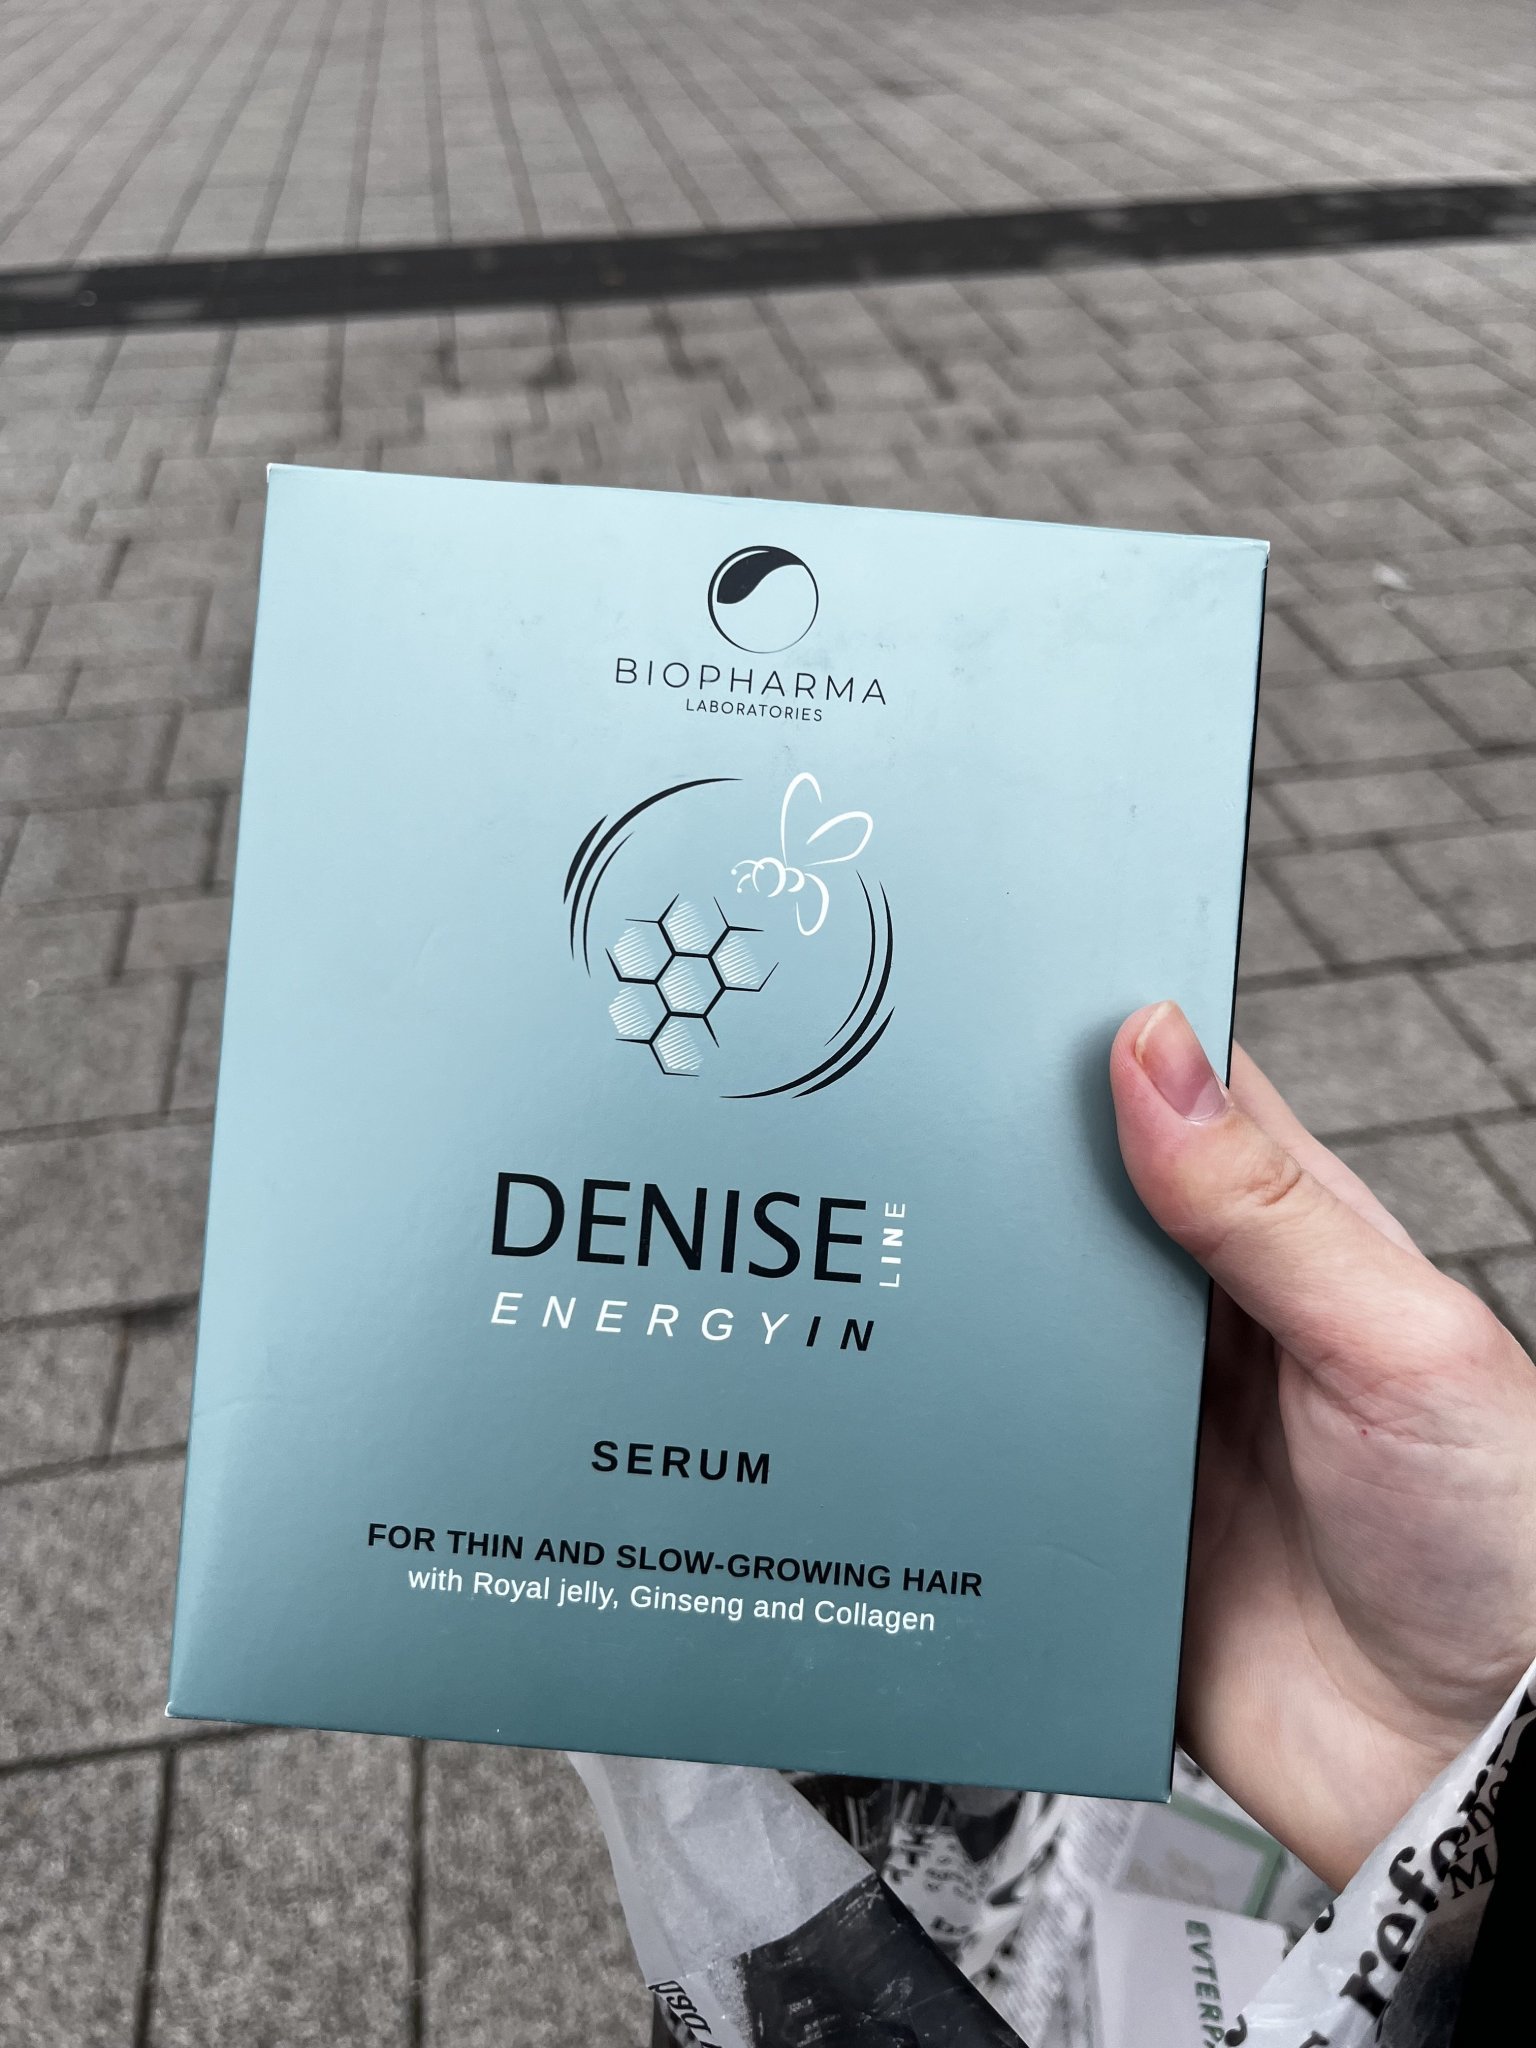 BIOPHARMA
LABORATORIES
DENISE LINE
ENERGYIN
SERUM
FOR THIN AND SLOW-GROWING HAIR
with Royal jelly, Ginseng and Collagen